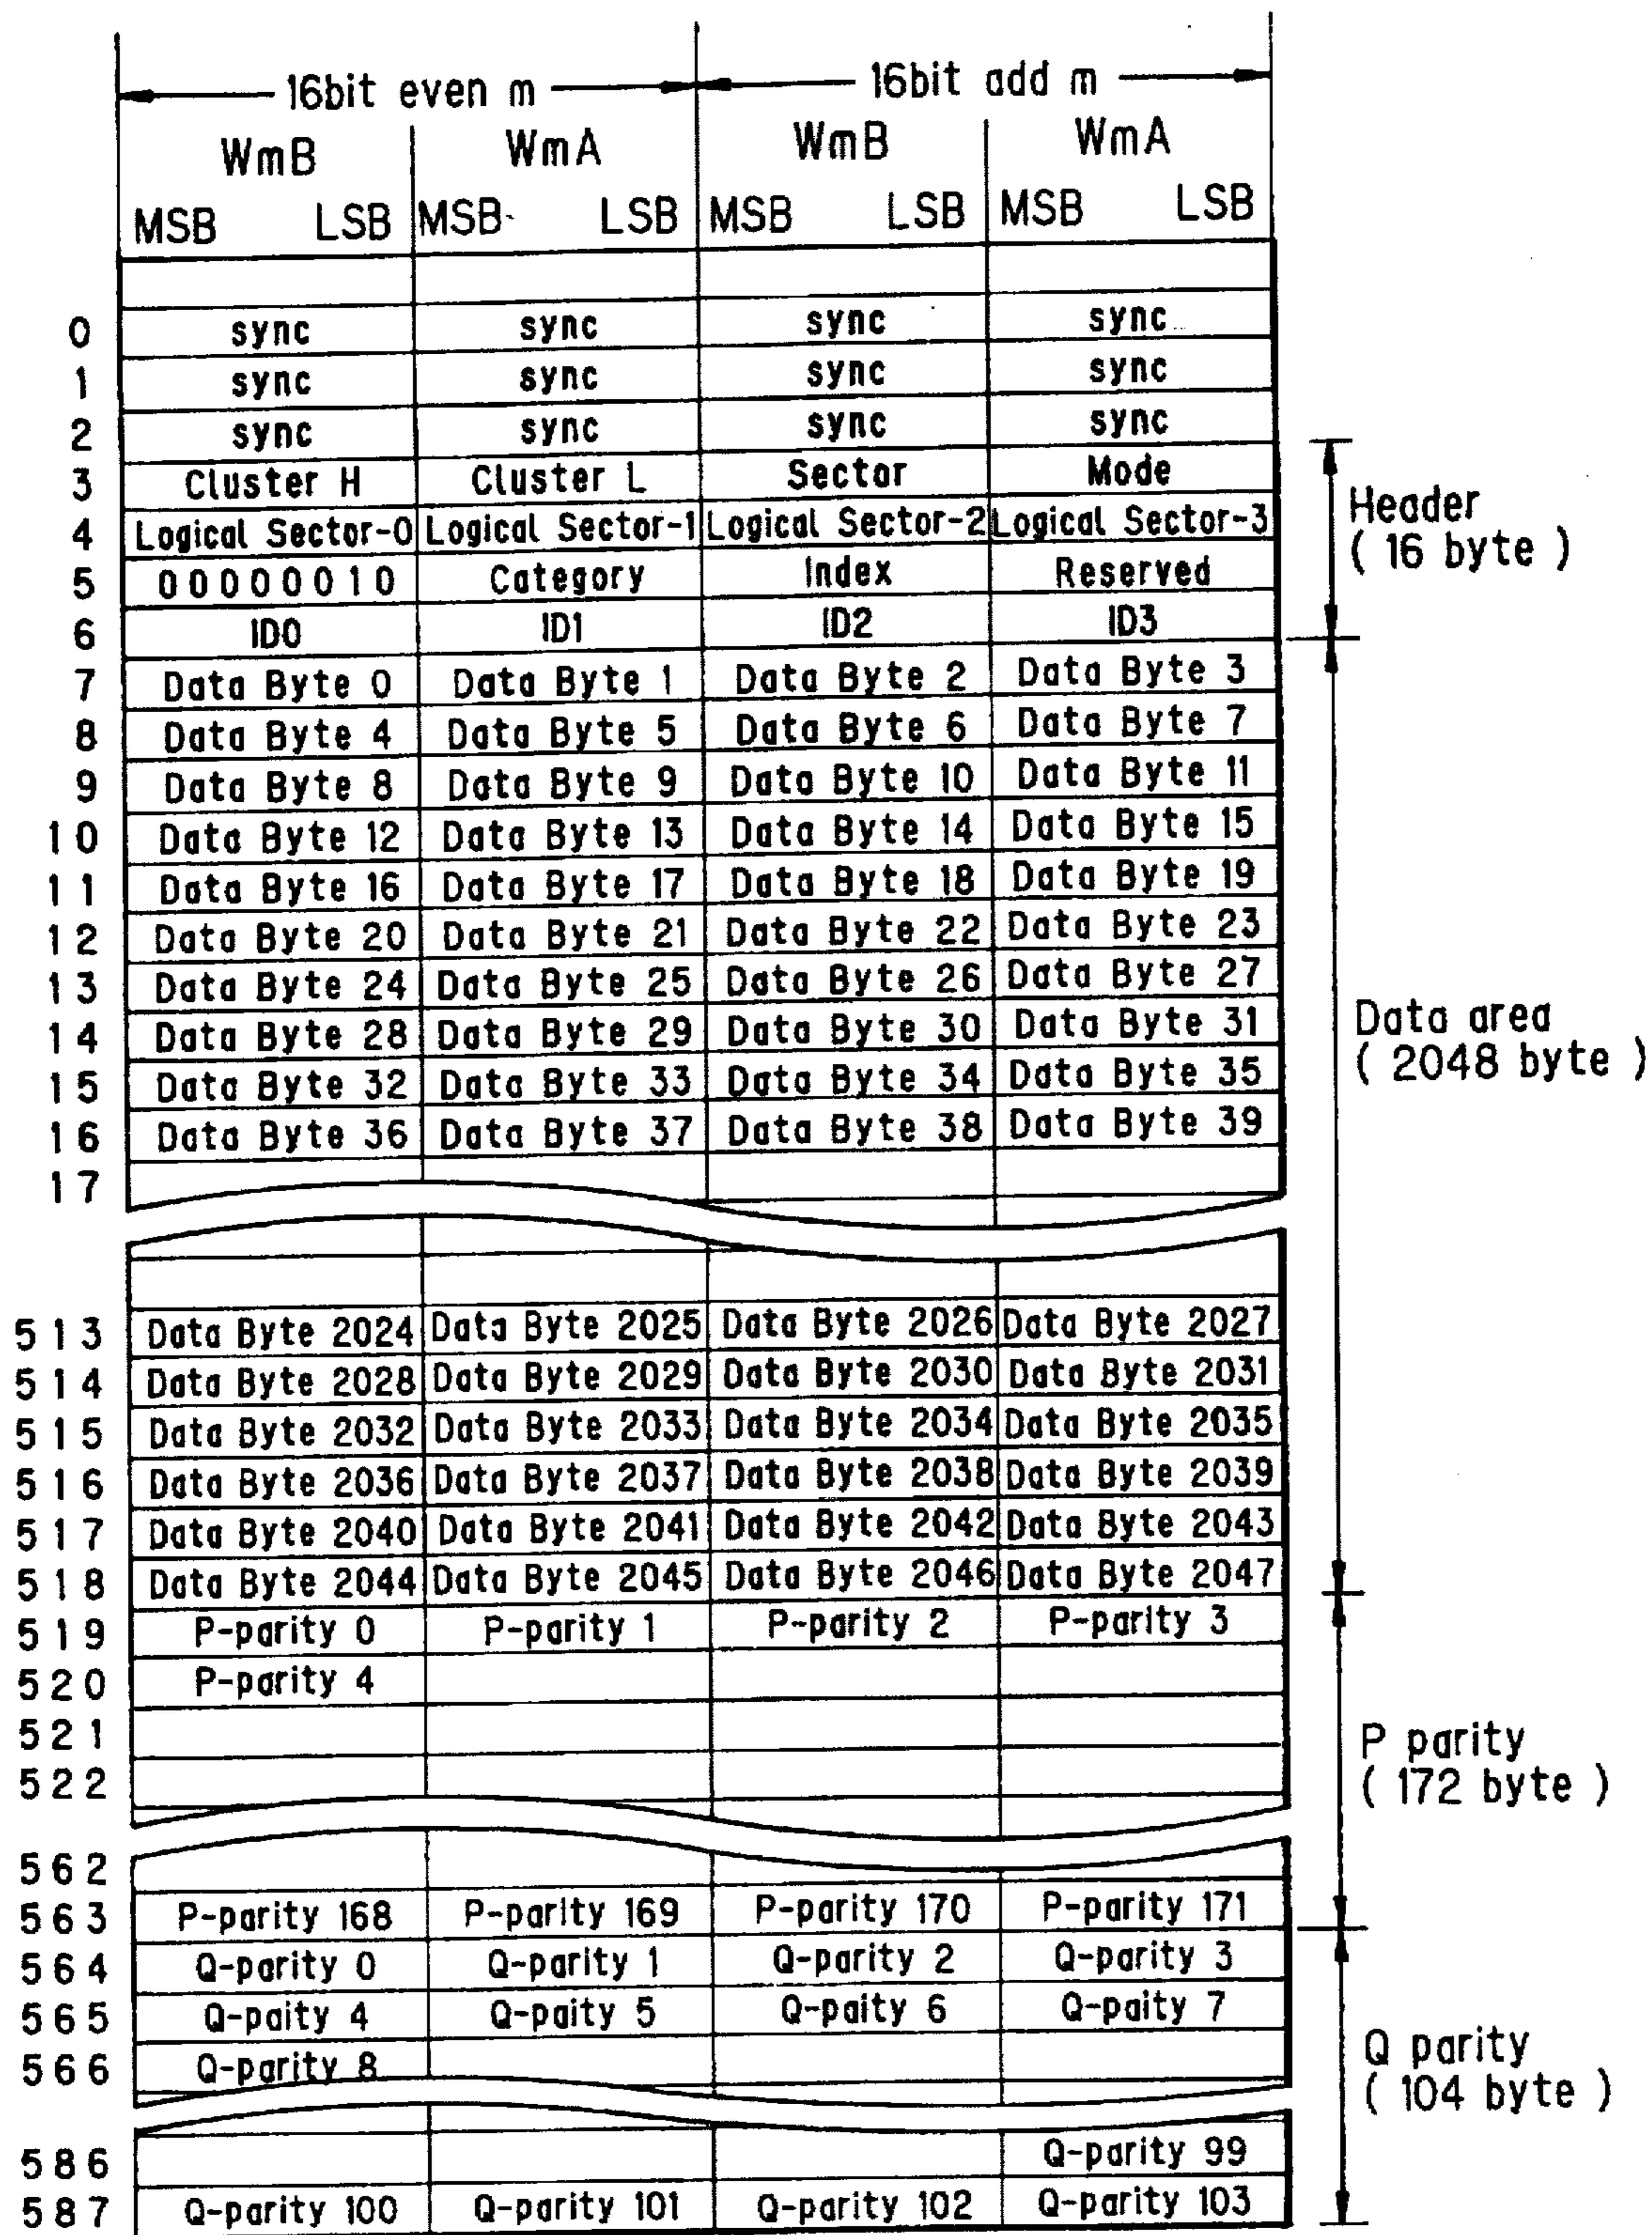 16bit even m 16bit add m
WmB WmA WmB WmA
MSB LSB MSB LSB MSB LSB MSB LSB
0 sync sync sync sync
1 sync sync sync sync
2 sync sync sync sync
3 Cluster H Cluster L Sector Mode
4 Logical Sector-0 Logical Sector-1 Logical Sector-2 Logical Sector-3
Header
( 16 byte )
5 00000010 Category Index Reserved
6 ID0 ID1 ID2 ID3
7 Data Byte 0 Data Byte 1 Data Byte 2 Data Byte 3
8 Data Byte 4 Data Byte 5 Data Byte 6 Data Byte 7
9 Data Byte 8 Data Byte 9 Data Byte 10 Data Byte 11
10 Data Byte 12 Data Byte 13 Data Byte 14 Data Byte 15
11 Data Byte 16 Data Byte 17 Data Byte 18 Data Byte 19
12 Data Byte 20 Data Byte 21 Data Byte 22 Data Byte 23
13 Data Byte 24 Data Byte 25 Data Byte 26 Data Byte 27
14 Data Byte 28 Data Byte 29 Data Byte 30 Data Byte 31
Data area
( 2048 byte )
15 Data Byte 32 Data Byte 33 Data Byte 34 Data Byte 35
16 Data Byte 36 Data Byte 37 Data Byte 38 Data Byte 39
17
513 Data Byte 2024 Data Byte 2025 Data Byte 2026 Data Byte 2027
514 Data Byte 2028 Data Byte 2029 Data Byte 2030 Data Byte 2031
515 Data Byte 2032 Data Byte 2033 Data Byte 2034 Data Byte 2035
516 Data Byte 2036 Data Byte 2037 Data Byte 2038 Data Byte 2039
517 Data Byte 2040 Data Byte 2041 Data Byte 2042 Data Byte 2043
518 Data Byte 2044 Data Byte 2045 Data Byte 2046 Data Byte 2047
519 P-parity 0 P-parity 1 P-parity 2 P-parity 3
520 P-parity 4
521
P parity
( 172 byte )
522
562
563 P-parity 168 P-parity 169 P-parity 170 P-parity 171
564 Q-parity 0 Q-parity 1 Q-parity 2 Q-parity 3
565 Q-paity 4 Q-paity 5 Q-paity 6 Q-paity 7
566 Q-parity 8
Q parity
( 104 byte )
586 Q-parity 99
587 Q-parity 100 Q-parity 101 Q-parity 102 Q-parity 103